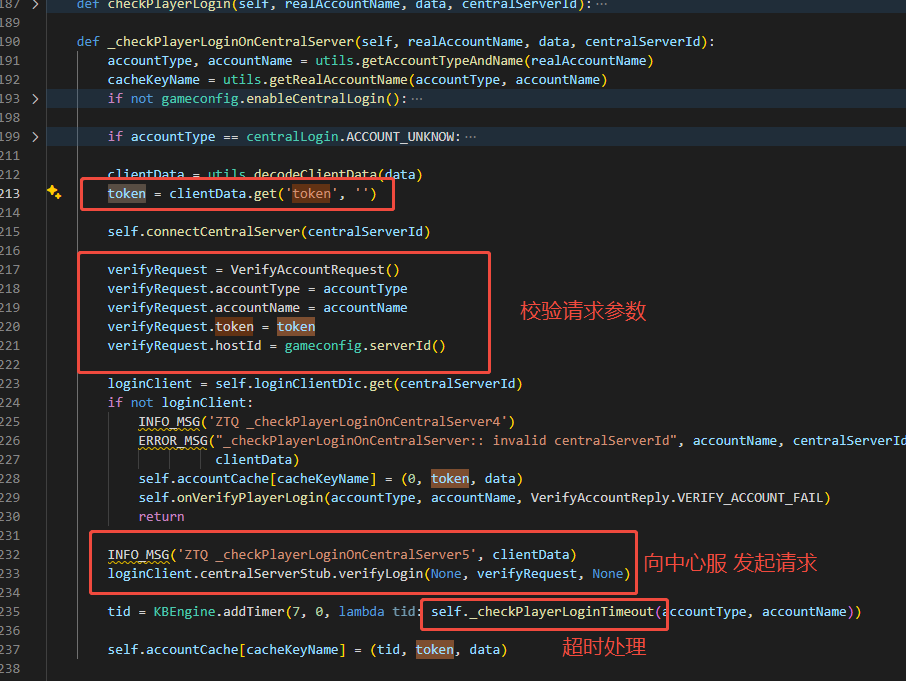 187 def checkPlayerLogin(self, realAccountName, data, centralServerId):…
189
190 def _checkPlayerLoginOnCentralServer(self, realAccountName, data, centralServerId):
191 accountType, accountName = utils.getAccountTypeAndName(realAccountName)
192 cacheKeyName = utils.getRealAccountName(accountType, accountName)
193 if not gameconfig.enableCentralLogin():…
198
199 if accountType == centralLogin.ACCOUNT_UNKNOW:…
211
212 clientData = utils.decodeClientData(data)
213 token = clientData.get('token', '')
214
215 self.connectCentralServer(centralServerId)
216
217 verifyRequest = VerifyAccountRequest()
218 verifyRequest.accountType = accountType
219 verifyRequest.accountName = accountName
校验请求参数
220 verifyRequest.token = token
221 verifyRequest.hostId = gameconfig.serverId()
222
223 loginClient = self.loginClientDic.get(centralServerId)
224 if not loginClient:
225 INFO_MSG('ZTQ _checkPlayerLoginOnCentralServer4')
226 ERROR_MSG("_checkPlayerLoginOnCentralServer:: invalid centralServerId", accountName, centralServerId
227 clientData)
228 self.accountCache[cacheKeyName] = (0, token, data)
229 self.onVerifyPlayerLogin(accountType, accountName, VerifyAccountReply.VERIFY_ACCOUNT_FAIL)
230 return
231
232 INFO_MSG('ZTQ _checkPlayerLoginOnCentralServer5', clientData)
向中心服 发起请求
233 loginClient.centralServerStub.verifyLogin(None, verifyRequest, None)
234
235 tid = KBEngine.addTimer(7, 0, lambda tid: self._checkPlayerLoginTimeout(accountType, accountName))
236
超时处理
237 self.accountCache[cacheKeyName] = (tid, token, data)
238